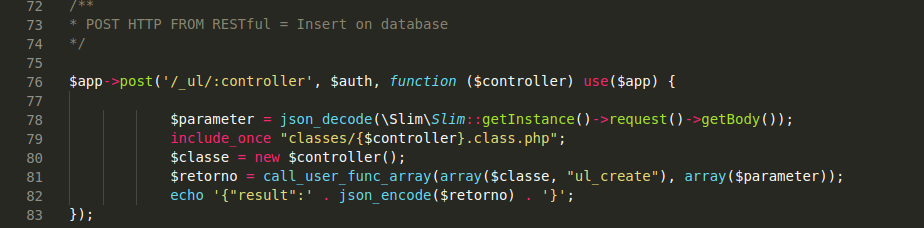 72 /**
73 * POST HTTP FROM RESTful = Insert on database
74 */
75
76 $app->post('/_ul/:controller', $auth, function ($controller) use($app) {
77
78 $parameter = json_decode(\Slim\Slim::getInstance()->request()->getBody());
79 include_once "classes/{$controller}.class.php";
80 $classe = new $controller();
81 $retorno = call_user_func_array(array($classe, "ul_create"), array($parameter));
82 echo '{"result":' . json_encode($retorno) . '}';
83 });